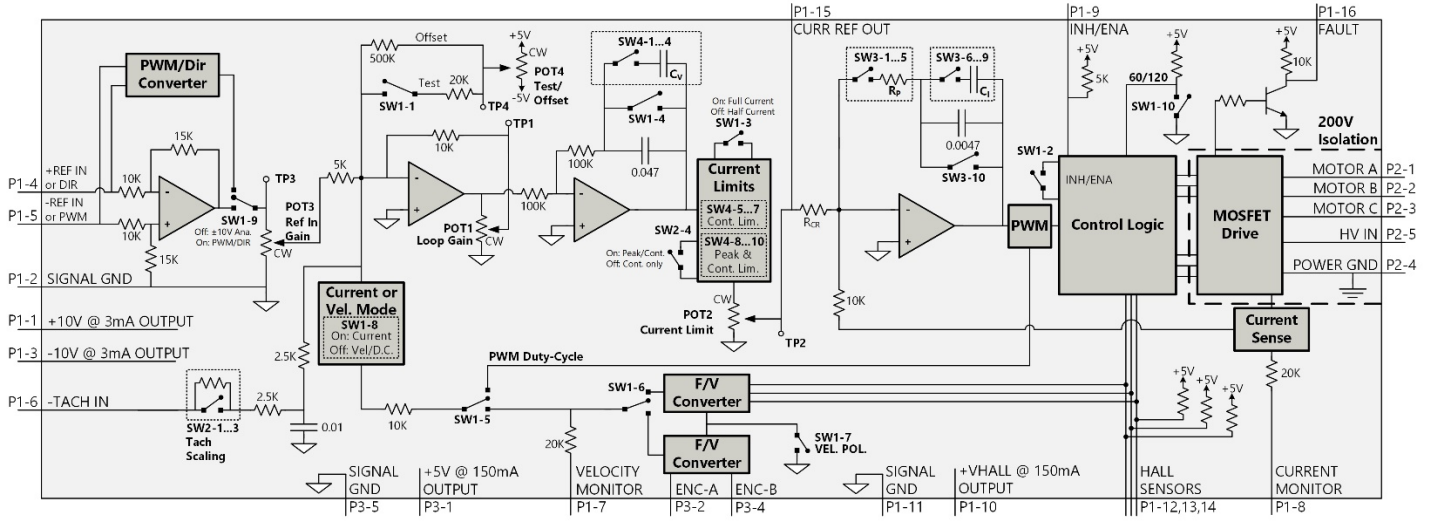 P1-15
CURR REF OUT
P1-9
INH/ENA
P1-16
FAULT
PWM/Dir
Converter
500K
Offset
Test
20K
SW1-1
TP4
+5V
CW
-5V
POT4
Test/
Offset
SW4-1...4
Cv
SW1-4
0.047
100K
On: Full Current
Off: Half Current
SW1-3
SW3-1...5
RP
SW3-6...9
CI
0.0047
SW3-10
+5V
5K
+5V
60/120
SW1-10
10K
200V
Isolation
15K
P1-4
+REF IN
or DIR
10K
-
+
P1-5
-REF IN
or PWM
10K
15K
SW1-9
Off: ±10V Ana.
On: PWM/DIR
TP3
POT3
Ref In
Gain
CW
5K
TP1
10K
-
+
POT1
Loop Gain
CW
100K
-
+
Current
Limits
SW4-5...7
Cont. Lim.
SW4-8...10
Peak &
Cont. Lim.
SW2-4
On: Peak/Cont.
Off: Cont. only
CW
POT2
Current Limit
TP2
RCR
-
+
10K
SW1-2
PWM
INH/ENA
Control Logic
MOSFET
Drive
MOTOR A P2-1
MOTOR B P2-2
MOTOR C P2-3
HV IN P2-5
POWER GND P2-4
P1-2 SIGNAL GND
P1-1 +10V @ 3mA OUTPUT
P1-3 -10V @ 3mA OUTPUT
P1-6 -TACH IN
SW2-1...3
Tach
Scaling
2.5K
2.5K
0.01
Current or
Vel. Mode
SW1-8
On: Current
Off: Vel/D.C.
10K
SW1-5
PWM Duty-Cycle
20K
SW1-6
F/V
Converter
F/V
Converter
SW1-7
VEL. POL.
Current
Sense
20K
+5V
+5V
+5V
SIGNAL
GND
P3-5
+5V @ 150mA
OUTPUT
P3-1
VELOCITY
MONITOR
P1-7
ENC-A
P3-2
ENC-B
P3-4
SIGNAL
GND
P1-11
+VHALL @ 150mA
OUTPUT
P1-10
HALL
SENSORS
P1-12,13,14
CURRENT
MONITOR
P1-8